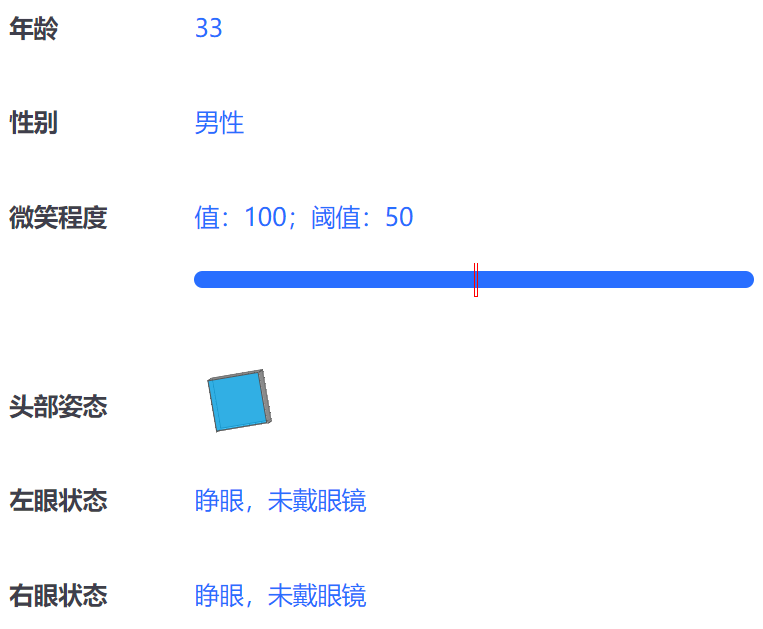 年龄 33
性别 男性
微笑程度 值：100；阈值：50
头部姿态
左眼状态 睁眼，未戴眼镜
右眼状态 睁眼，未戴眼镜